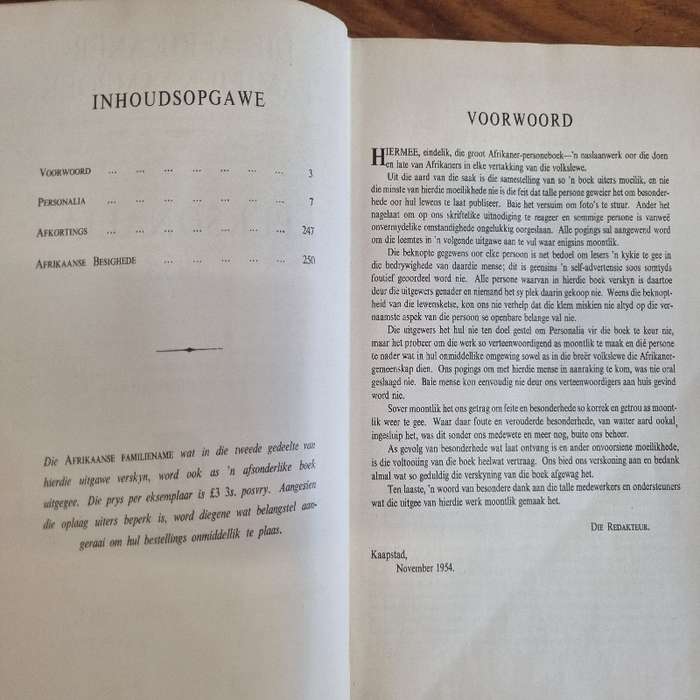 INHOUDSOPGAWE
VOORWOORD ... ... ... ... ... ... ... 3
PERSONALIA ... ... ... ... ... ... ... 7
AFKORTINGS ... ... ... ... ... ... ... 247
AFRIKAANSE BESIGHEDE ... ... ... ... ... 250
Die AFRIKAANSE FAMILIENAME wat in die tweede gedeelte van
hierdie uitgawe verskyn, word ook as 'n afsonderlike boek
uitgegee. Die prys per eksemplaar is £3 3s. posvry. Aangesien
die oplaag uiters beperk is, word diegene wat belangstel aan-
geraai om hul bestellings onmiddellik te plaas.
VOORWOORD
HIERMEE, eindelik, die groot Afrikaner-personeboek—'n naslaanwerk oor die doen
en late van Afrikaners in elke vertakking van die volkslewe.
Uit die aard van die saak is die samestelling van so 'n boek uiters moeilik, en nie
die minste van hierdie moeilikhede nie is die feit dat talle persone geweier het om besonder-
hede oor hul lewens te laat publiseer. Baie het versuim om foto's te stuur. Ander het
nagelaat om op ons skriftelike uitnodiging te reageer en sommige persone is vanweë
onvermydelike omstandighede ongelukkig oorgeslaan. Alle pogings sal aangewend word
om die leemtes in 'n volgende uitgawe aan te vul waar enigsins moontlik.
Die beknopte gegewens oor elke persoon is net bedoel om lesers 'n kykie te gee in
die bedrywighede van daardie mense; dit is geensins 'n self-advertensie soos somtyds
foutief geoordeel word nie. Alle persone waarvan in hierdie boek verskyn is daartoe
deur die uitgewers genader en niemand het sy plek daarin gekoop nie. Weens die beknopt-
heid van die lewensketse, kon ons nie verhelp dat die klem miskien nie altyd op die ver-
naamste aspek van die persoon se openbare belange val nie.
Die uitgewers het hul nie ten doel gestel om Personalia vir die boek te keur nie,
maar het probeer om die werk so verteenwoordigend as moontlik te maak en dié persone
te nader wat in hul onmiddellike omgewing sowel as in die breër volkslewe die Afrikaner-
gemeenskap dien. Ons pogings om met hierdie mense in aanraking te kom, was nie oral
geslaagd nie. Baie mense kon eenvoudig nie deur ons verteenwoordigers aan huis gevind
word nie.
Sover moontlik het ons getrag om feite en besonderhede so korrek en getrou as moont-
lik weer te gee. Waar daar foute en verouderde besonderhede, van watter aard ookal
ingesluip het, was dit sonder ons medewete en meer nog, buite ons beheer.
As gevolg van besonderhede wat laat ontvang is en ander onvoorsiene moeilikhede,
is die voltooiing van die boek heelwat vertraag. Ons bied ons verskoning aan en bedank
almal wat so geduldig die verskyning van die boek afgewag het.
Ten laaste, 'n woord van besondere dank aan die talle medewerkers en ondersteuners
wat die uitgee van hierdie werk moontlik gemaak het.
DIE REDAKTEUR.
Kaapstad,
November 1954.